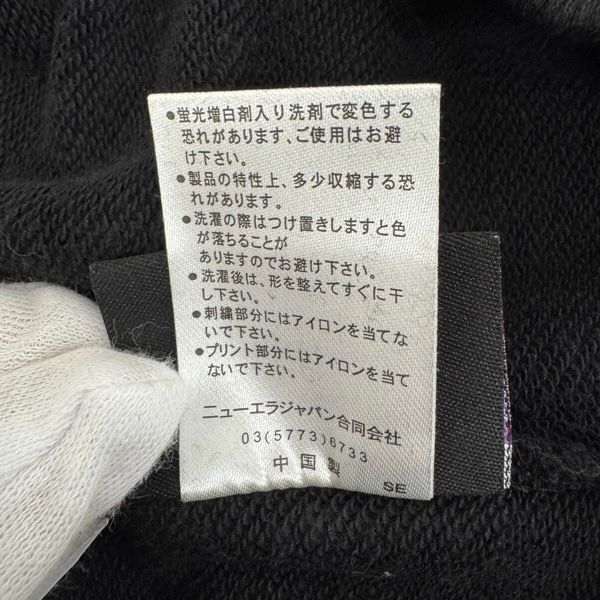 ●蛍光増白剤入り洗剤で変色する
恐れがあります、ご使用はお避
け下さい。
●製品の特性上、多少収縮する恐
れがあります。
●洗濯の際はつけ置きしますと色
が落ちることが
ありますのでお避け下さい。
●洗濯後は、形を整えてすぐに干
し下さい。
●刺繍部分にはアイロンを当てな
いで下さい。
●プリント部分にはアイロンを当て
ないで下さい。
ニューエラジャパン合同会社
03(5773)6733
中国製
SE